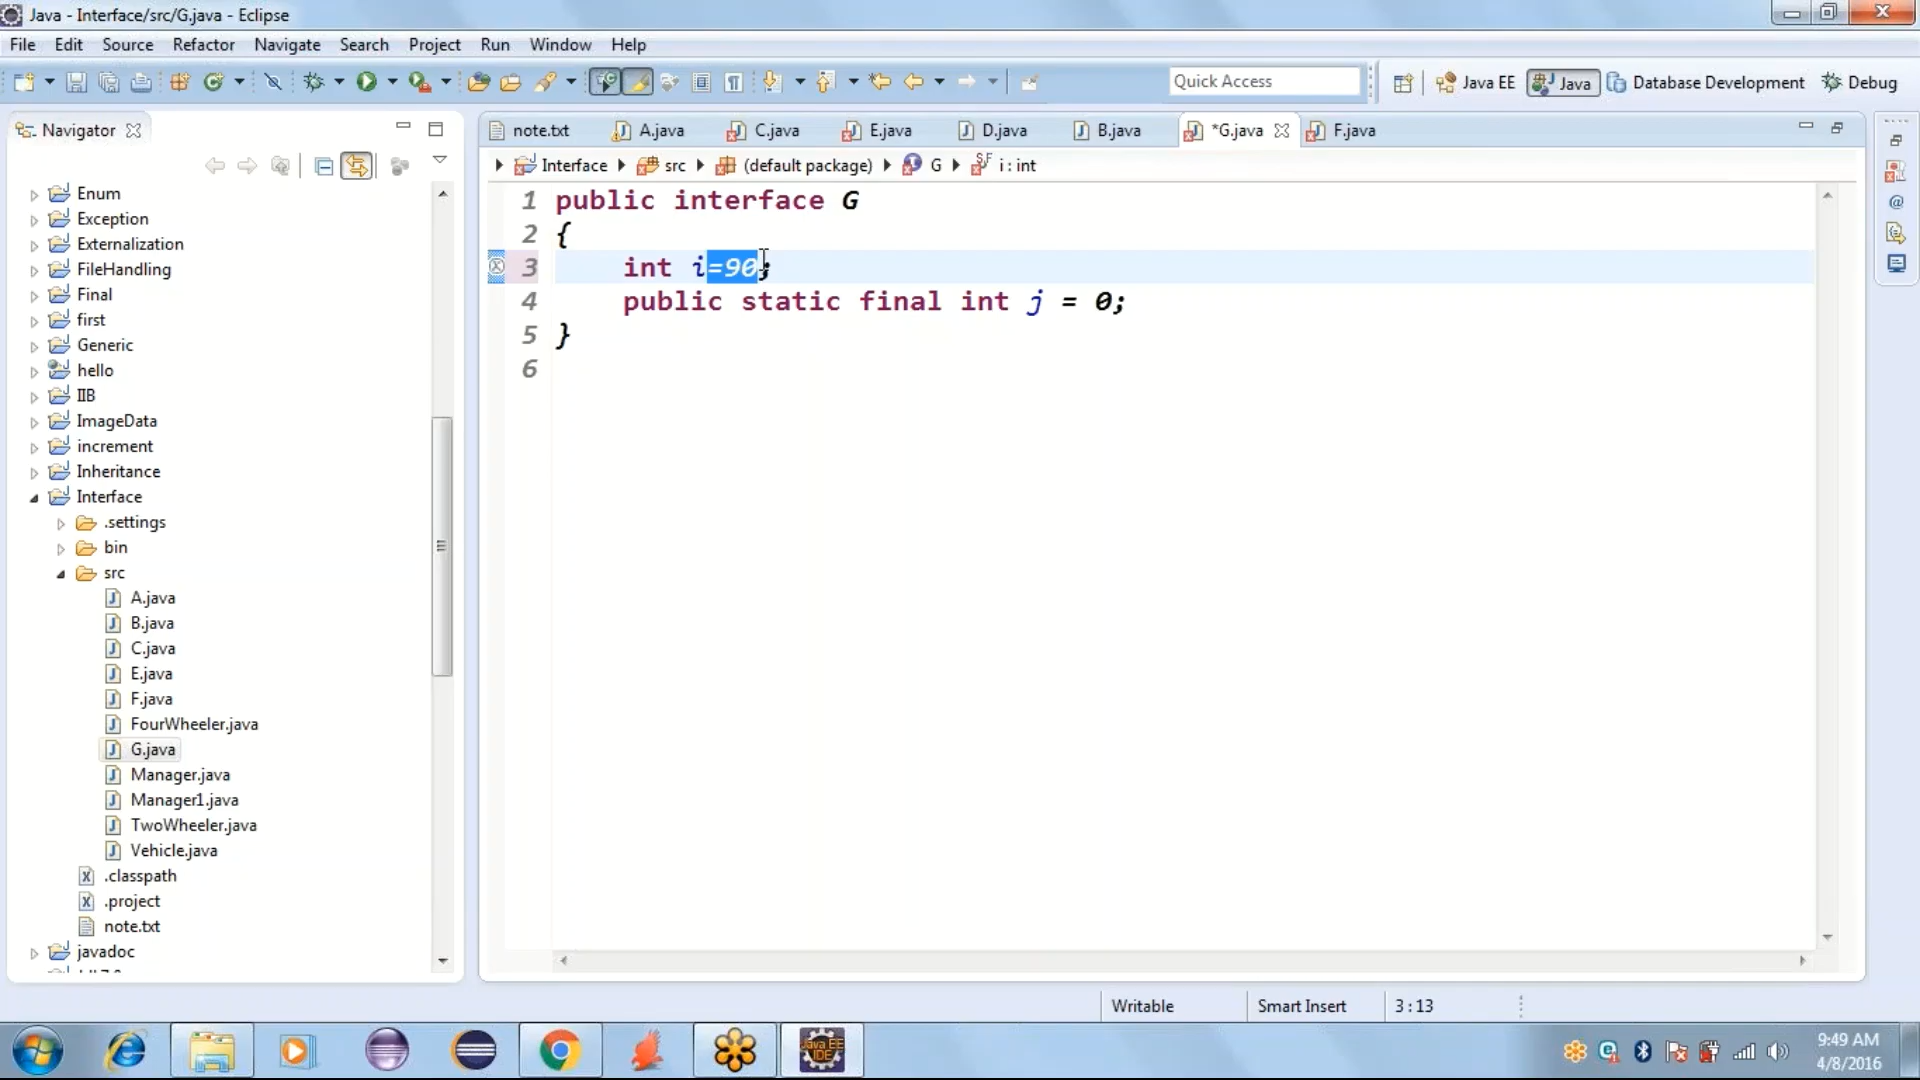 Java - Interface/src/G.java - Eclipse
File Edit Source Refactor Navigate Search Project Run Window Help
Quick Access
Java EE
Java
Database Development
Debug
Navigator
note.txt A.java C.java E.java D.java B.java *G.java F.java
Interface src (default package) G i : int
1 public interface G
2 {
3 int i=90;
4 public static final int j = 0;
5 }
6
Enum
Exception
Externalization
FileHandling
Final
first
Generic
hello
IIB
ImageData
increment
Inheritance
Interface
.settings
bin
src
A.java
B.java
C.java
E.java
F.java
FourWheeler.java
G.java
Manager.java
Manager1.java
TwoWheeler.java
Vehicle.java
.classpath
.project
note.txt
javadoc
Writable Smart Insert 3 : 13
Java EE
IDE
9:49 AM
4/8/2016